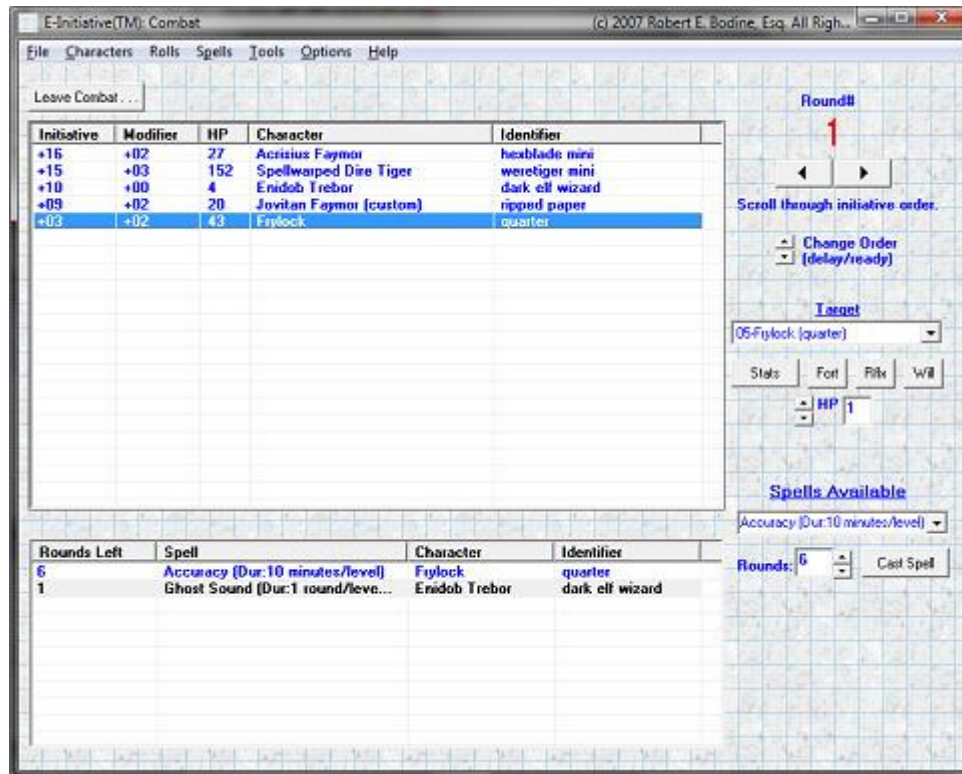 E-Initiative(TM): Combat (c) 2007 Robert E. Bodine, Esq. All Righ...
File Characters Rolls Spells Tools Options Help
Leave Combat . . .
Round#
1
Initiative Modifier HP Character Identifier
+16 +02 27 Acrisius Faymor hexblade mini
+15 +03 152 Spellwarped Dire Tiger weretiger mini
+10 +00 4 Enidob Trebor dark elf wizard
+09 +02 20 Jovitan Faymor (custom) ripped paper
+03 +02 43 Frylock quarter
Scroll through initiative order.
Change Order
(delay/ready)
Target
05-Frylock (quarter)
Stats Fort Rflx Will
HP 1
Spells Available
Accuracy (Dur:10 minutes/level)
Rounds: 6 Cast Spell
Rounds Left Spell Character Identifier
6 Accuracy (Dur:10 minutes/level) Frylock quarter
1 Ghost Sound (Dur:1 round/leve... Enidob Trebor dark elf wizard